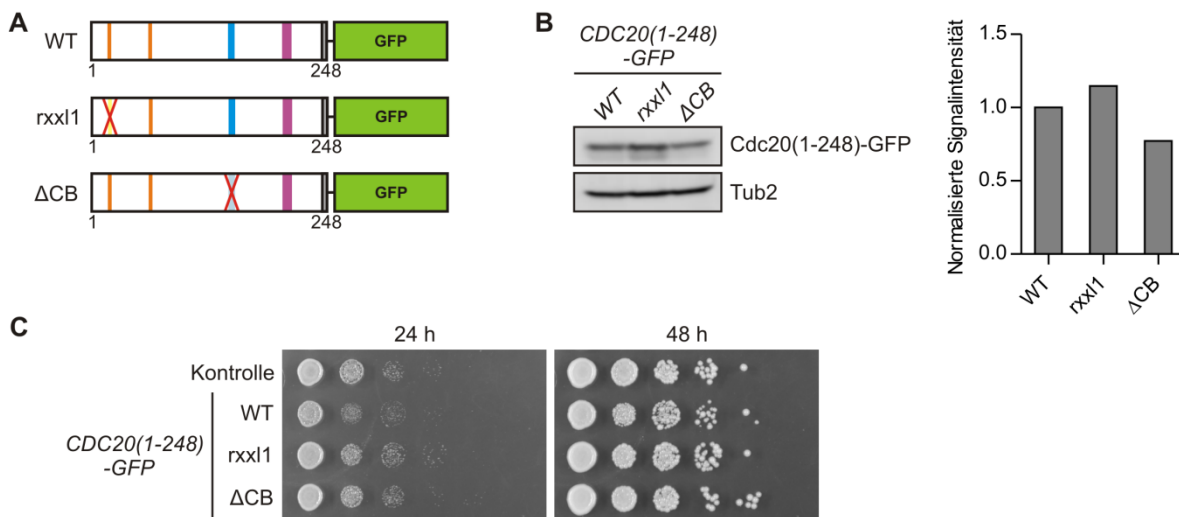 A
WT
GFP
1
248
rxxl1
GFP
1
248
ΔCB
GFP
1
248
B
CDC20(1-248)
-GFP
WT
rxxl1
ΔCB
Cdc20(1-248)-GFP
Tub2
Normalisierte Signalintensität
1.5
1.0
0.5
0.0
WT
rxxl1
ΔCB
C
24 h
48 h
Kontrolle
WT
rxxl1
ΔCB
CDC20(1-248)
-GFP